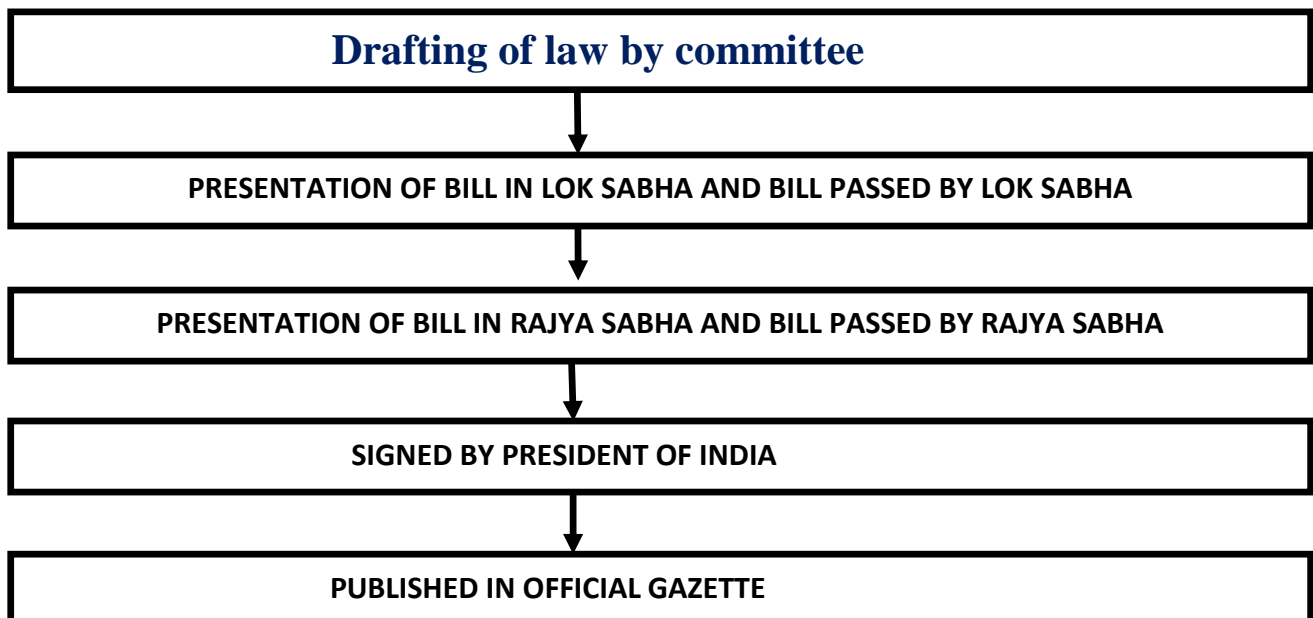 Drafting of law by committee
PRESENTATION OF BILL IN LOK SABHA AND BILL PASSED BY LOK SABHA
PRESENTATION OF BILL IN RAJYA SABHA AND BILL PASSED BY RAJYA SABHA
SIGNED BY PRESIDENT OF INDIA
PUBLISHED IN OFFICIAL GAZETTE